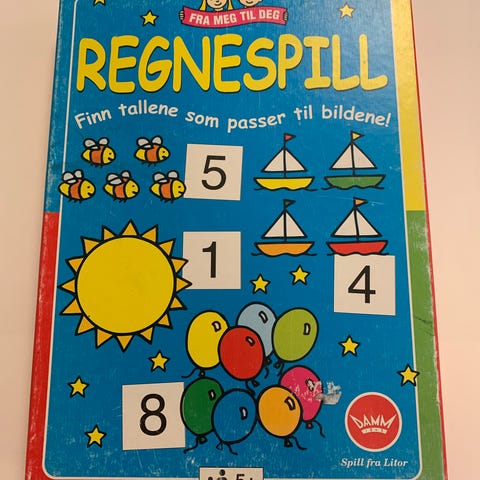 FRA MEG TIL DEG
REGNESPILL
Finn tallene som passer til bildene!
5
1
4
8
DAMM
Spill fra Litor
5+